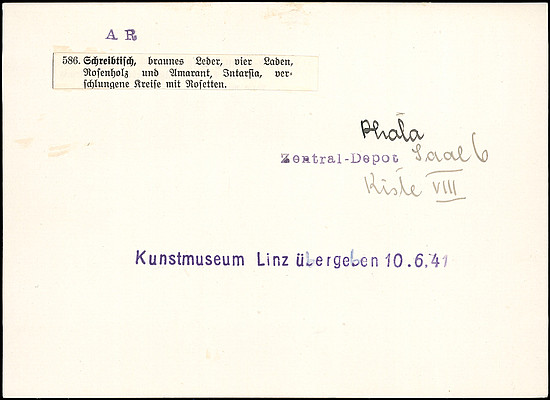 A R
586. Schreibtisch, braunes Leder, vier Laden,
Rosenholz und Amarant, Intarsia, ver-
schlungene Kreise mit Rosetten.
Zentral-Depot Saal 6
Kiste VIII
Kunstmuseum Linz übergeben 10.6.41